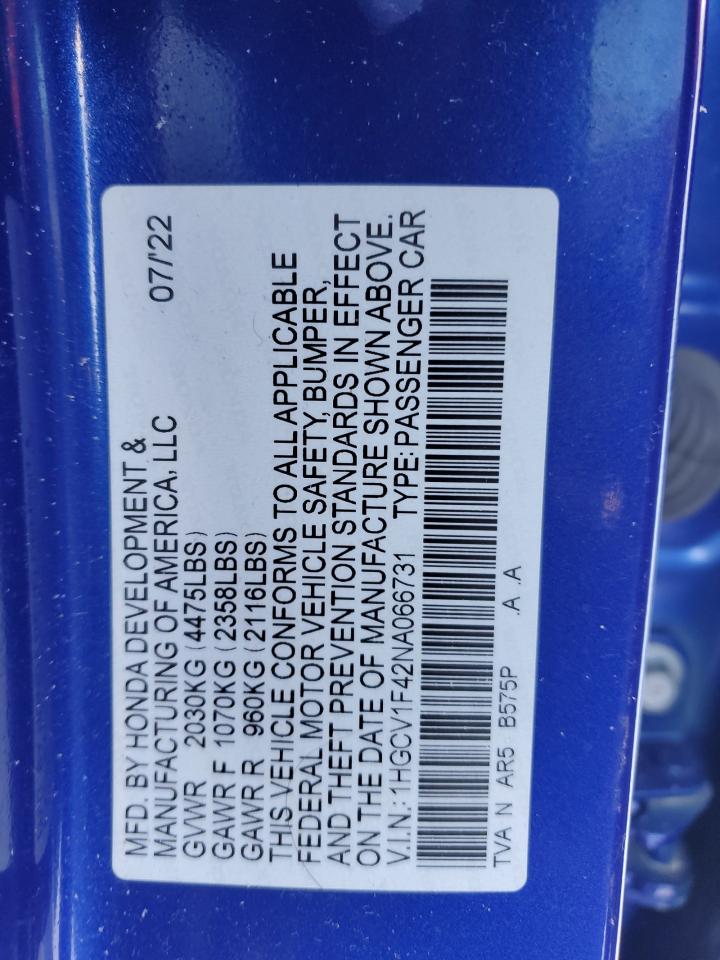 MFD. BY HONDA DEVELOPMENT &
MANUFACTURING OF AMERICA, LLC 07/'22
GVWR 2030KG (4475LBS)
GAWR F 1070KG (2358LBS)
GAWR R 960KG (2116LBS)
THIS VEHICLE CONFORMS TO ALL APPLICABLE
FEDERAL MOTOR VEHICLE SAFETY, BUMPER,
AND THEFT PREVENTION STANDARDS IN EFFECT
ON THE DATE OF MANUFACTURE SHOWN ABOVE.
V.I.N.: 1HGCV1F42NA066731 TYPE: PASSENGER CAR
TVA N AR5 B575P .A .A